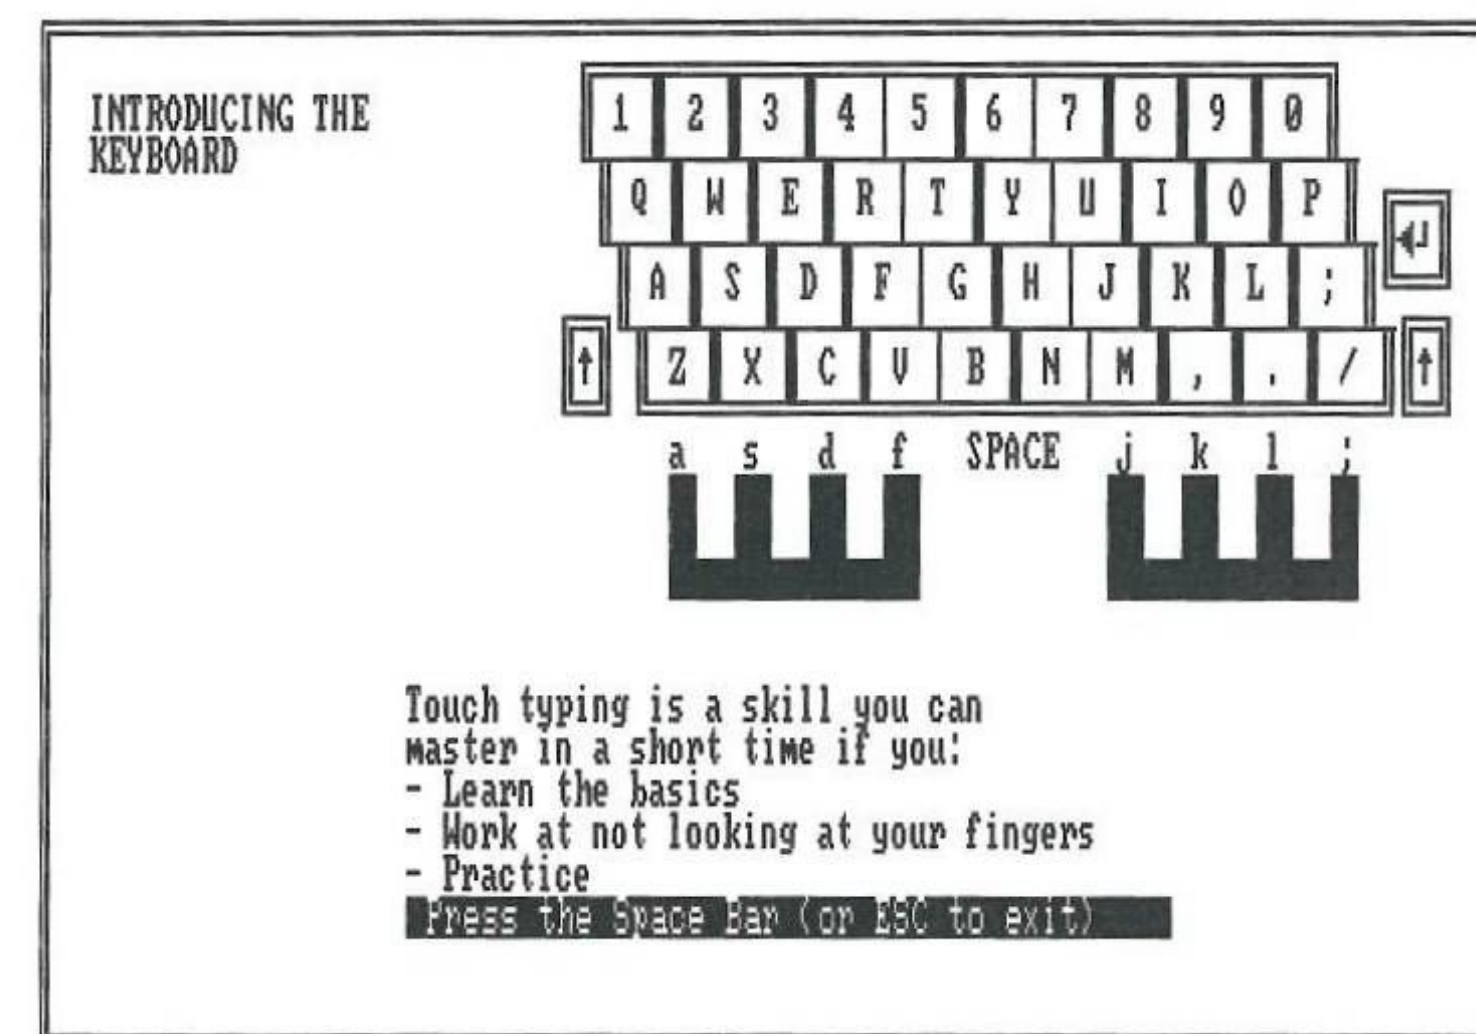 INTRODUCING THE
KEYBOARD
1 2 3 4 5 6 7 8 9 0
Q W E R T Y U I O P
A S D F G H J K L ;
Z X C V B N M , . /
a s d f SPACE j k l ;
Touch typing is a skill you can
master in a short time if you:
- Learn the basics
- Work at not looking at your fingers
- Practice
Press the Space Bar (or ESC to exit)